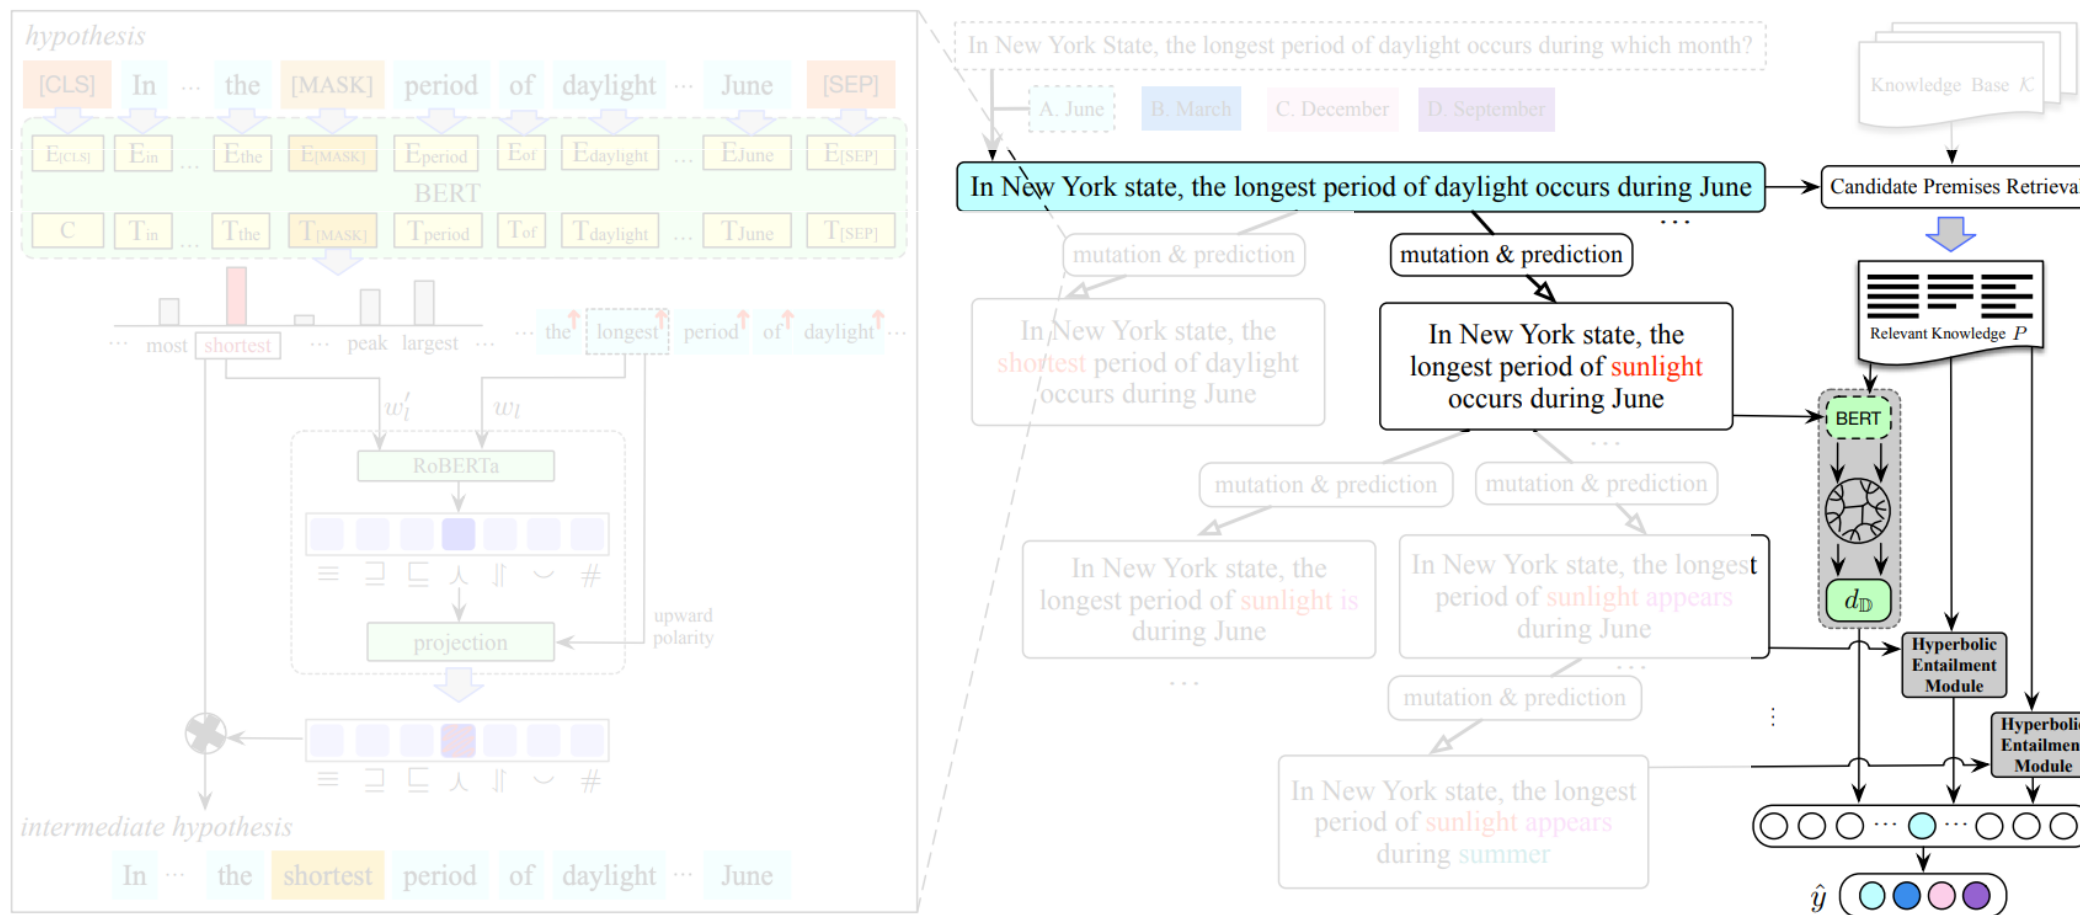 hypothesis
[CLS] In ... the [MASK] period of daylight ... June [SEP]
E[CLS] Ein ... Ethe E[MASK] Eperiod Eof Edaylight ... EJune E[SEP]
BERT
C Tin ... Tthe T[MASK] Tperiod Tof Tdaylight ... TJune T[SEP]
... most shortest ... peak largest ...
... the longest period of daylight ...
w′l wl
RoBERTa
≡ ⊒ ⊑ ⋏ ⥮ ⌣ #
upward
polarity
projection
≡ ⊒ ⊑ ⋏ ⥮ ⌣ #
intermediate hypothesis
In ... the shortest period of daylight ... June
In New York State, the longest period of daylight occurs during which month?
A. June B. March C. December D. September
In New York state, the longest period of daylight occurs during June
...
mutation & prediction
mutation & prediction
In New York state, the
shortest period of daylight
occurs during June
In New York state, the
longest period of sunlight
occurs during June
...
mutation & prediction
mutation & prediction
In New York state, the
longest period of sunlight is
during June
...
In New York state, the longest
period of sunlight appears
during June
...
mutation & prediction
In New York state, the longest
period of sunlight appears
during summer
Knowledge Base K
Candidate Premises Retrieval
Relevant Knowledge P
BERT
d𝔻
Hyperbolic
Entailment
Module
Hyperbolic
Entailment
Module
... ...
ŷ